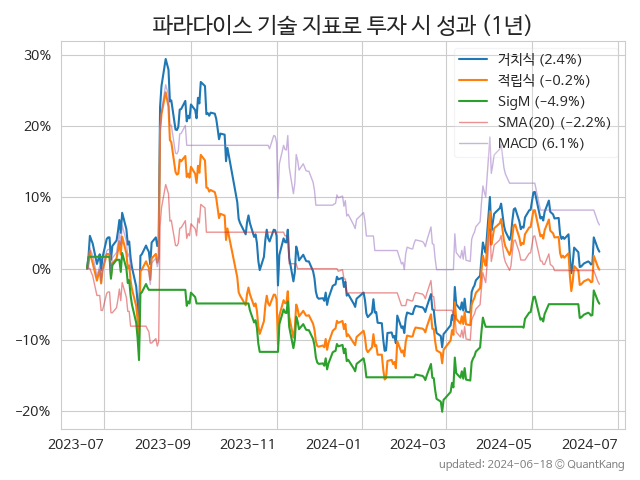 파라다이스 기술 지표로 투자 시 성과 (1년)
거치식 (2.4%)
적립식 (−0.2%)
SigM (−4.9%)
SMA(20) (−2.2%)
MACD (6.1%)
30%
20%
10%
0%
−10%
−20%
2023-07 2023-09 2023-11 2024-01 2024-03 2024-05 2024-07
updated: 2024-06-18 © QuantKang